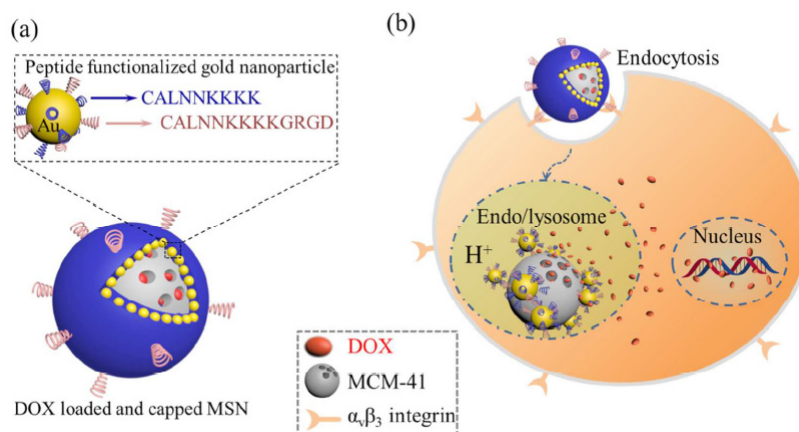 (a)
Peptide functionalized gold nanoparticle
Au
CALNNKKKK
CALNNKKKKGRGD
DOX loaded and capped MSN
(b)
Endocytosis
Endo/lysosome
H⁺
Nucleus
DOX
MCM-41
αᵥβ₃ integrin